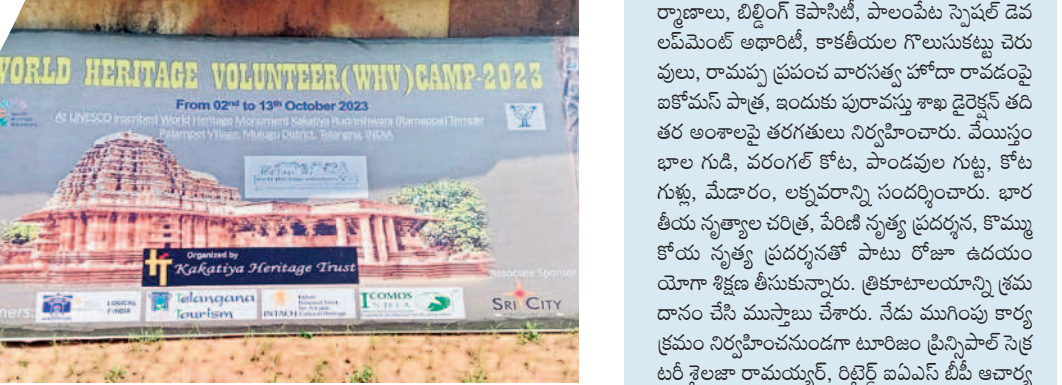 WORLD HERITAGE VOLUNTEER(WHV)CAMP-2023
From 02nd to 13th October 2023
At UNESCO Inscribed World Heritage Monument Kakatiya Rudreshwara (Ramappa) Temple
Palampet Village, Mulugu District, Telangana, INDIA
Organized by
Kakatiya Heritage Trust
Associate Sponsor
Telangana
Tourism
INTACH
ICOMOS
INDIA
SRI CITY
ర్మాణాలు, బిల్డింగ్ కెపాసిటీ, పాలంపేట స్పెషల్ డెవ
లప్‌మెంట్ అథారిటీ, కాకతీయల గొలుసుకట్టు చెరు
వులు, రామప్ప ప్రపంచ వారసత్వ హోదా రావడంపై
ఐకోమస్ పాత్ర, ఇందుకు పురావస్తు శాఖ డైరెక్షన్ తది
తర అంశాలపై తరగతులు నిర్వహించారు. వేయిస్తం
భాల గుడి, వరంగల్ కోట, పాండవుల గుట్ట, కోట
గుళ్లు, మేడారం, లక్నవరాన్ని సందర్శించారు. భార
తీయ నృత్యాల చరిత్ర, పేరిణి నృత్య ప్రదర్శన, కొమ్ము
కోయ నృత్య ప్రదర్శనతో పాటు రోజూ ఉదయం
యోగా శిక్షణ తీసుకున్నారు. త్రికూటాలయాన్ని శ్రమ
దానం చేసి ముస్తాబు చేశారు. నేడు ముగింపు కార్య
క్రమం నిర్వహించనుండగా టూరిజం ప్రిన్సిపాల్ సెక్ర
టరీ శైలజా రామయ్యర్, రిటైర్డ్ ఐఏఎస్ బీపీ ఆచార్య